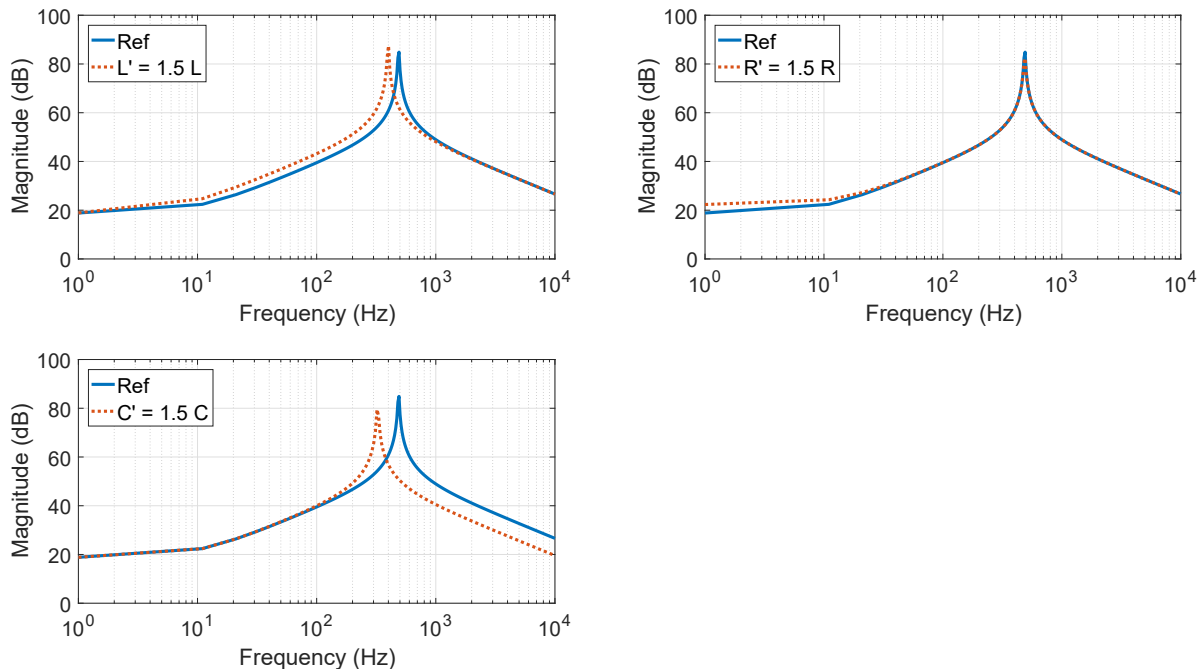 Ref
L' = 1.5 L
Magnitude (dB)
100
80
60
40
20
0
10^0
10^1
10^2
10^3
10^4
Frequency (Hz)
Ref
R' = 1.5 R
Magnitude (dB)
100
80
60
40
20
0
10^0
10^1
10^2
10^3
10^4
Frequency (Hz)
Ref
C' = 1.5 C
Magnitude (dB)
100
80
60
40
20
0
10^0
10^1
10^2
10^3
10^4
Frequency (Hz)